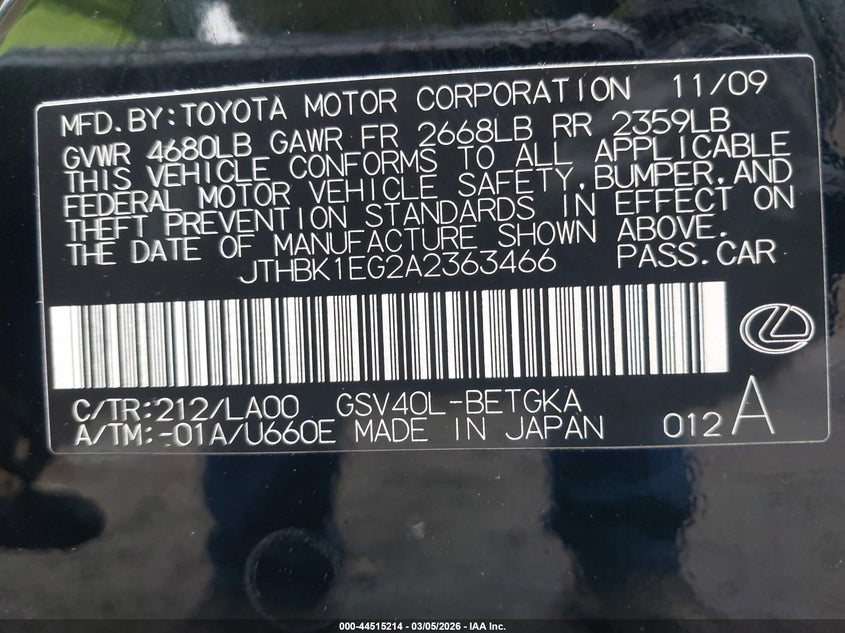 MFD.BY:TOYOTA MOTOR CORPORATION 11/09
GVWR 4680LB GAWR FR 2668LB RR 2359LB
THIS VEHICLE CONFORMS TO ALL APPLICABLE
FEDERAL MOTOR VEHICLE SAFETY,BUMPER,AND
THEFT PREVENTION STANDARDS IN EFFECT ON
THE DATE OF MANUFACTURE SHOWN ABOVE.
JTHBK1EG2A2363466 PASS.CAR
C/TR:212/LA00 GSV40L-BETGKA
A/TM:-01A/U660E MADE IN JAPAN 012 A
000-44515214 - 03/05/2026 - IAA Inc.